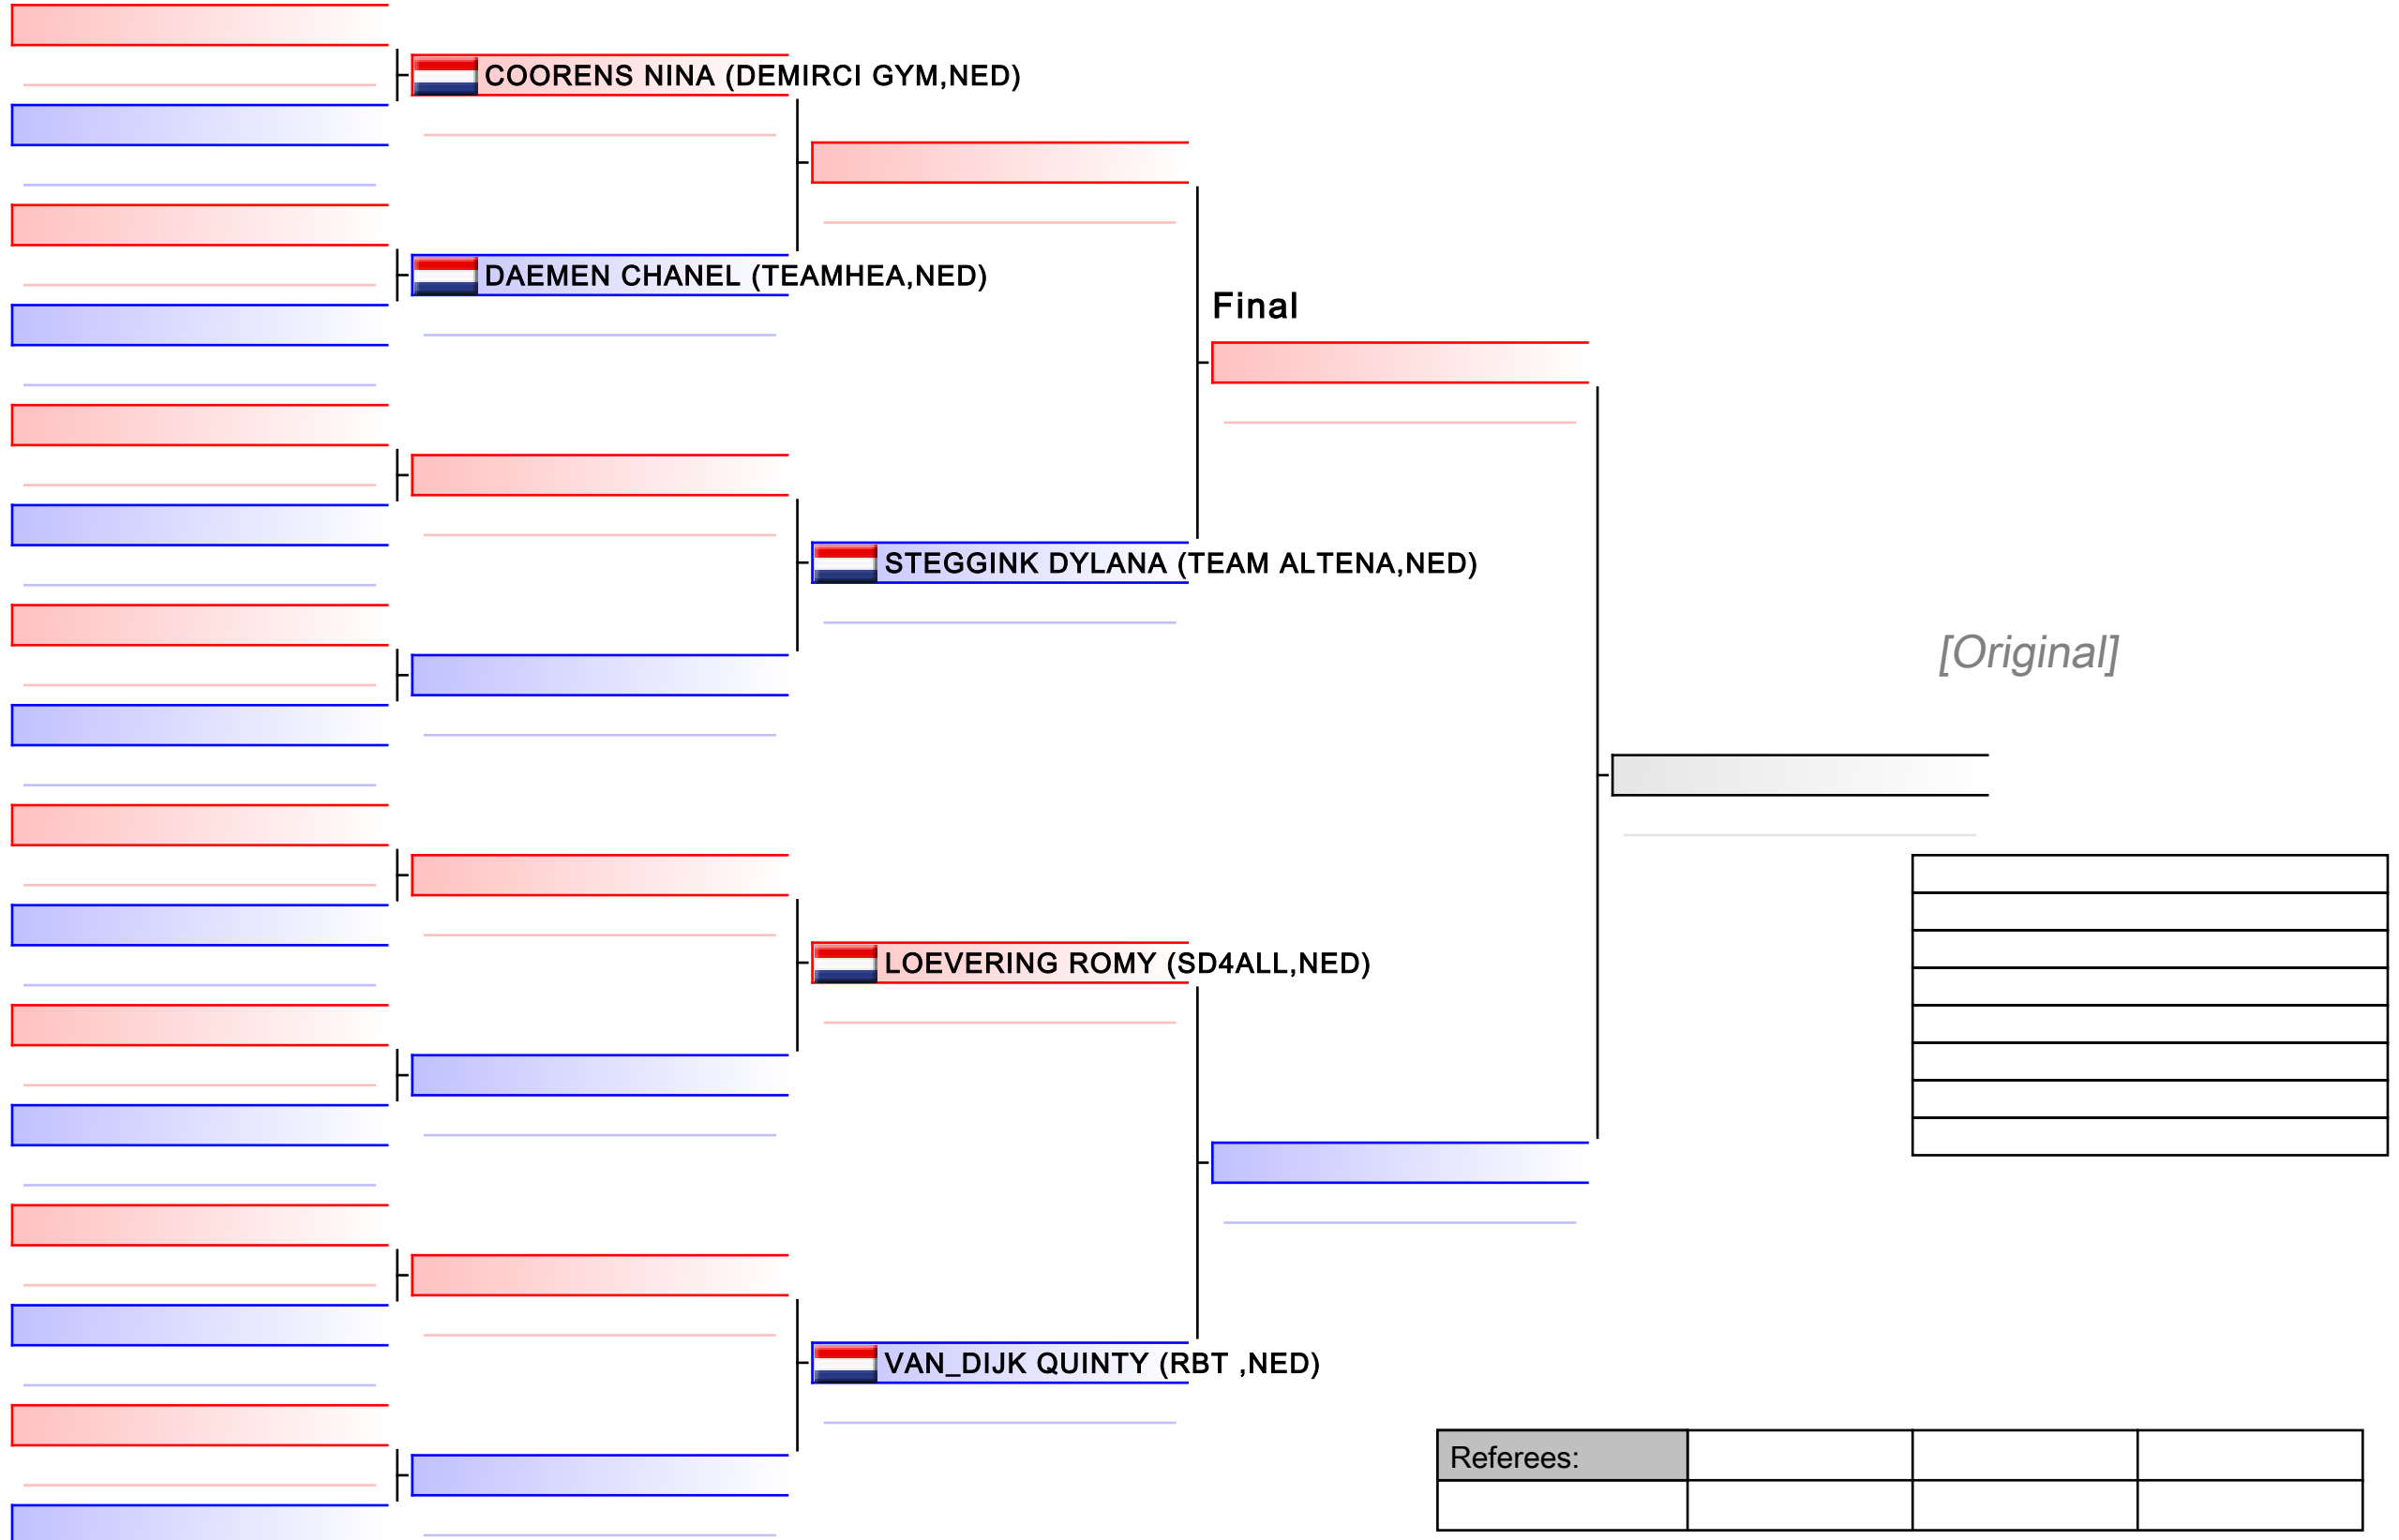 COORENS NINA (DEMIRCI GYM,NED)
DAEMEN CHANEL (TEAMHEA,NED)
Final
STEGGINK DYLANA (TEAM ALTENA,NED)
[Original]
LOEVERING ROMY (SD4ALL,NED)
VAN_DIJK QUINTY (RBT ,NED)
Referees: